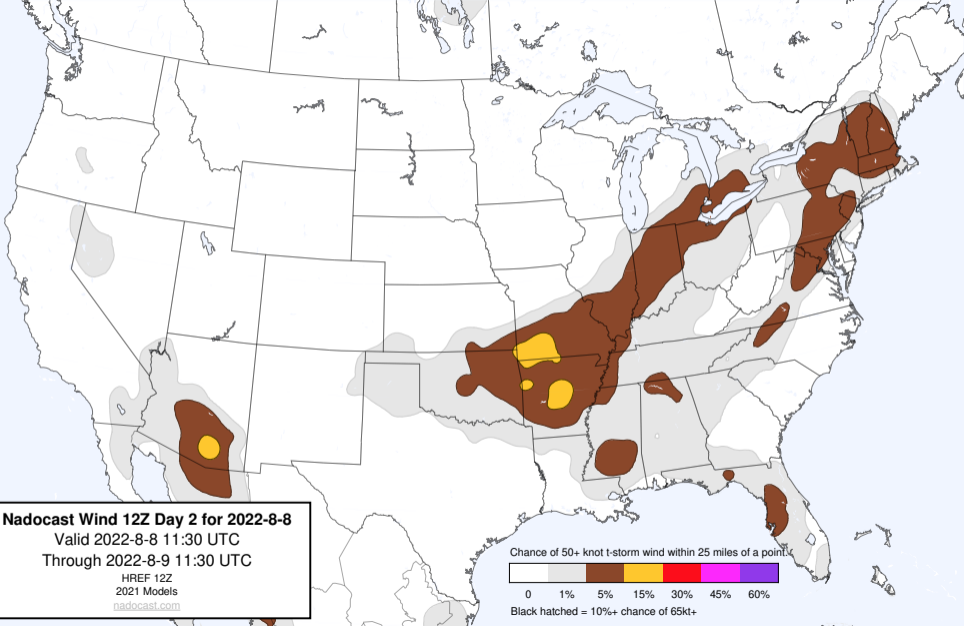 Nadocast Wind 12Z Day 2 for 2022-8-8
Valid 2022-8-8 11:30 UTC
Through 2022-8-9 11:30 UTC
HREF 12Z
2021 Models
nadocast.com
Chance of 50+ knot t-storm wind within 25 miles of a point.
0 1% 5% 15% 30% 45% 60%
Black hatched = 10%+ chance of 65kt+